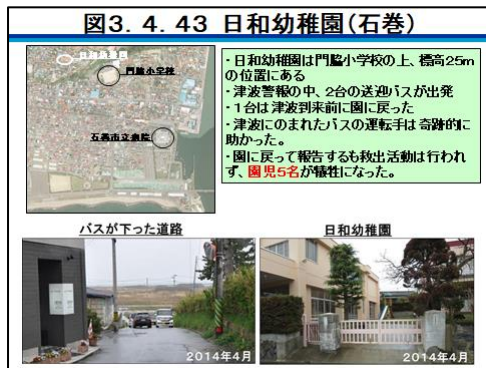 図3.4.43 日和幼稚園(石巻)
日和幼稚園
門脇小学校
石巻市立病院
・日和幼稚園は門脇小学校の上、標高25m
の位置にある
・津波警報の中、2台の送迎バスが出発
・1台は津波到来前に園に戻った
・津波にのまれたバスの運転手は奇跡的に
助かった。
・園に戻って報告するも救出活動は行われ
ず、園児5名が犠牲になった。
バスが下った道路
日和幼稚園
2014年4月
2014年4月